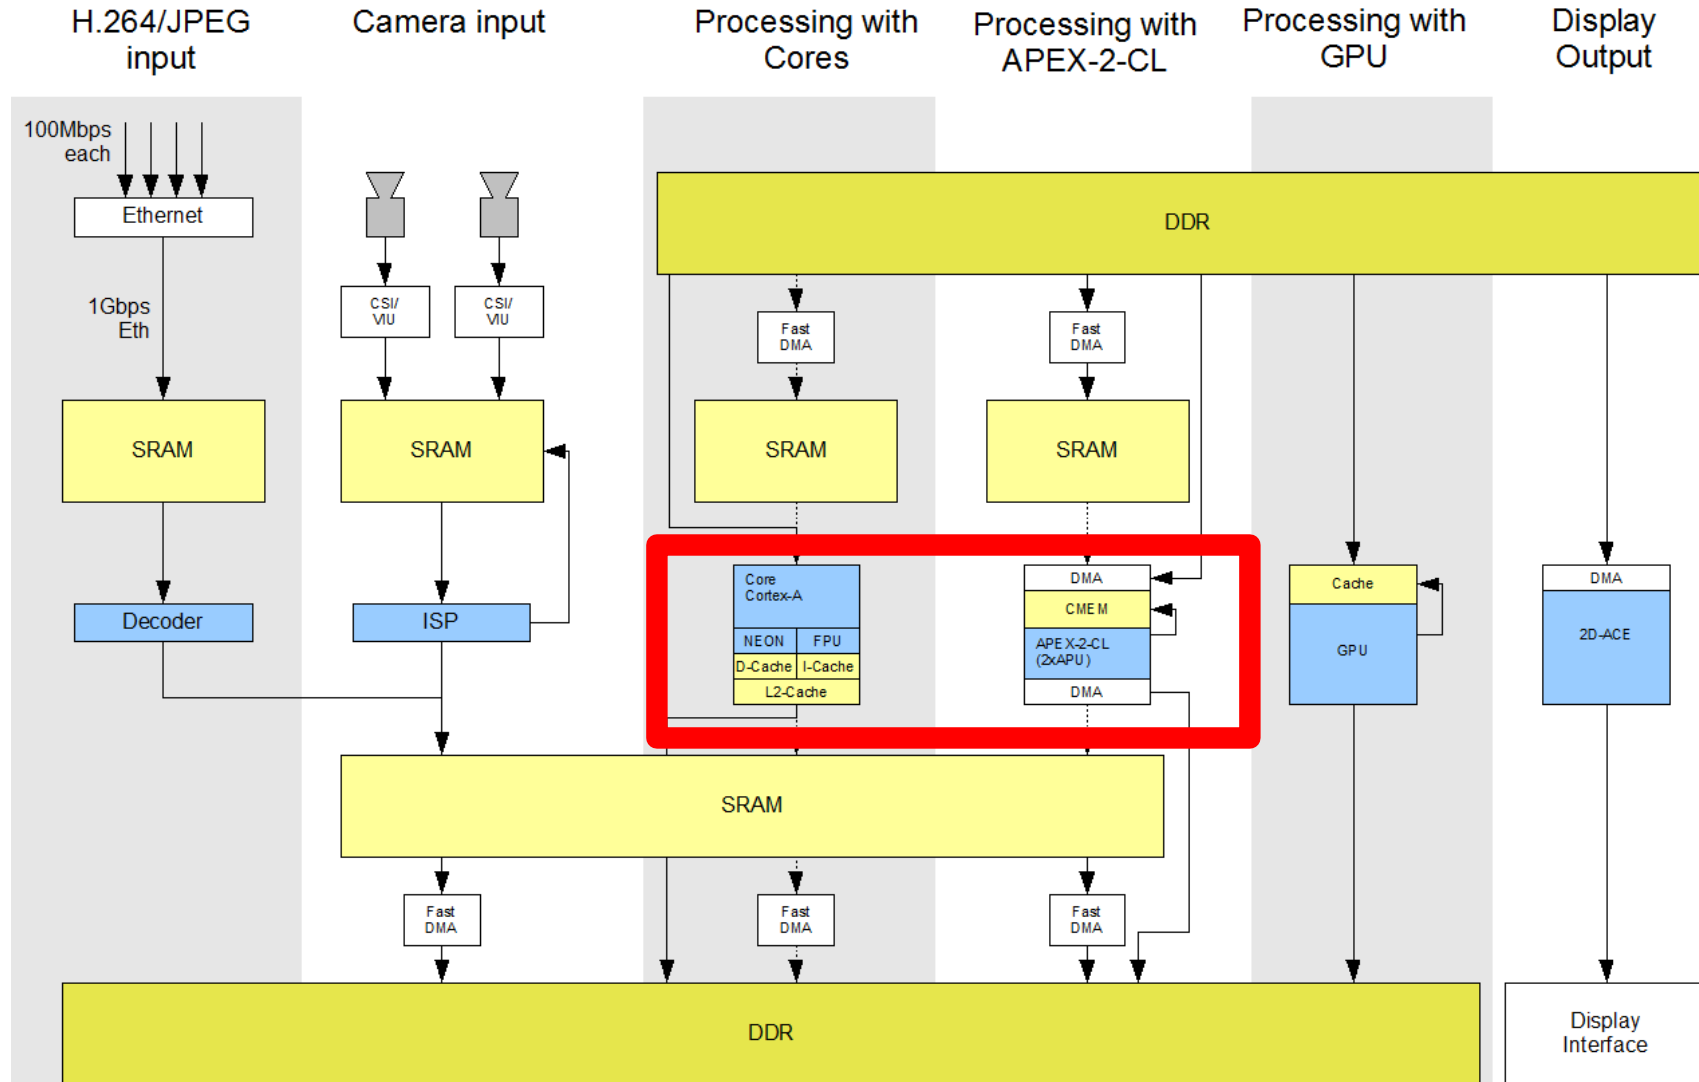 H.264/JPEG
input
Camera input
Processing with
Cores
Processing with
APEX-2-CL
Processing with
GPU
Display
Output
100Mbps
each
Ethernet
1Gbps
Eth
SRAM
Decoder
CSI/
VIU
CSI/
VIU
SRAM
ISP
DDR
Fast
DMA
SRAM
Core
Cortex-A
NEON
FPU
D-Cache
I-Cache
L2-Cache
Fast
DMA
SRAM
DMA
CMEM
APEX-2-CL
(2xAPU)
DMA
Cache
GPU
DMA
2D-ACE
SRAM
Fast
DMA
Fast
DMA
Fast
DMA
DDR
Display
Interface